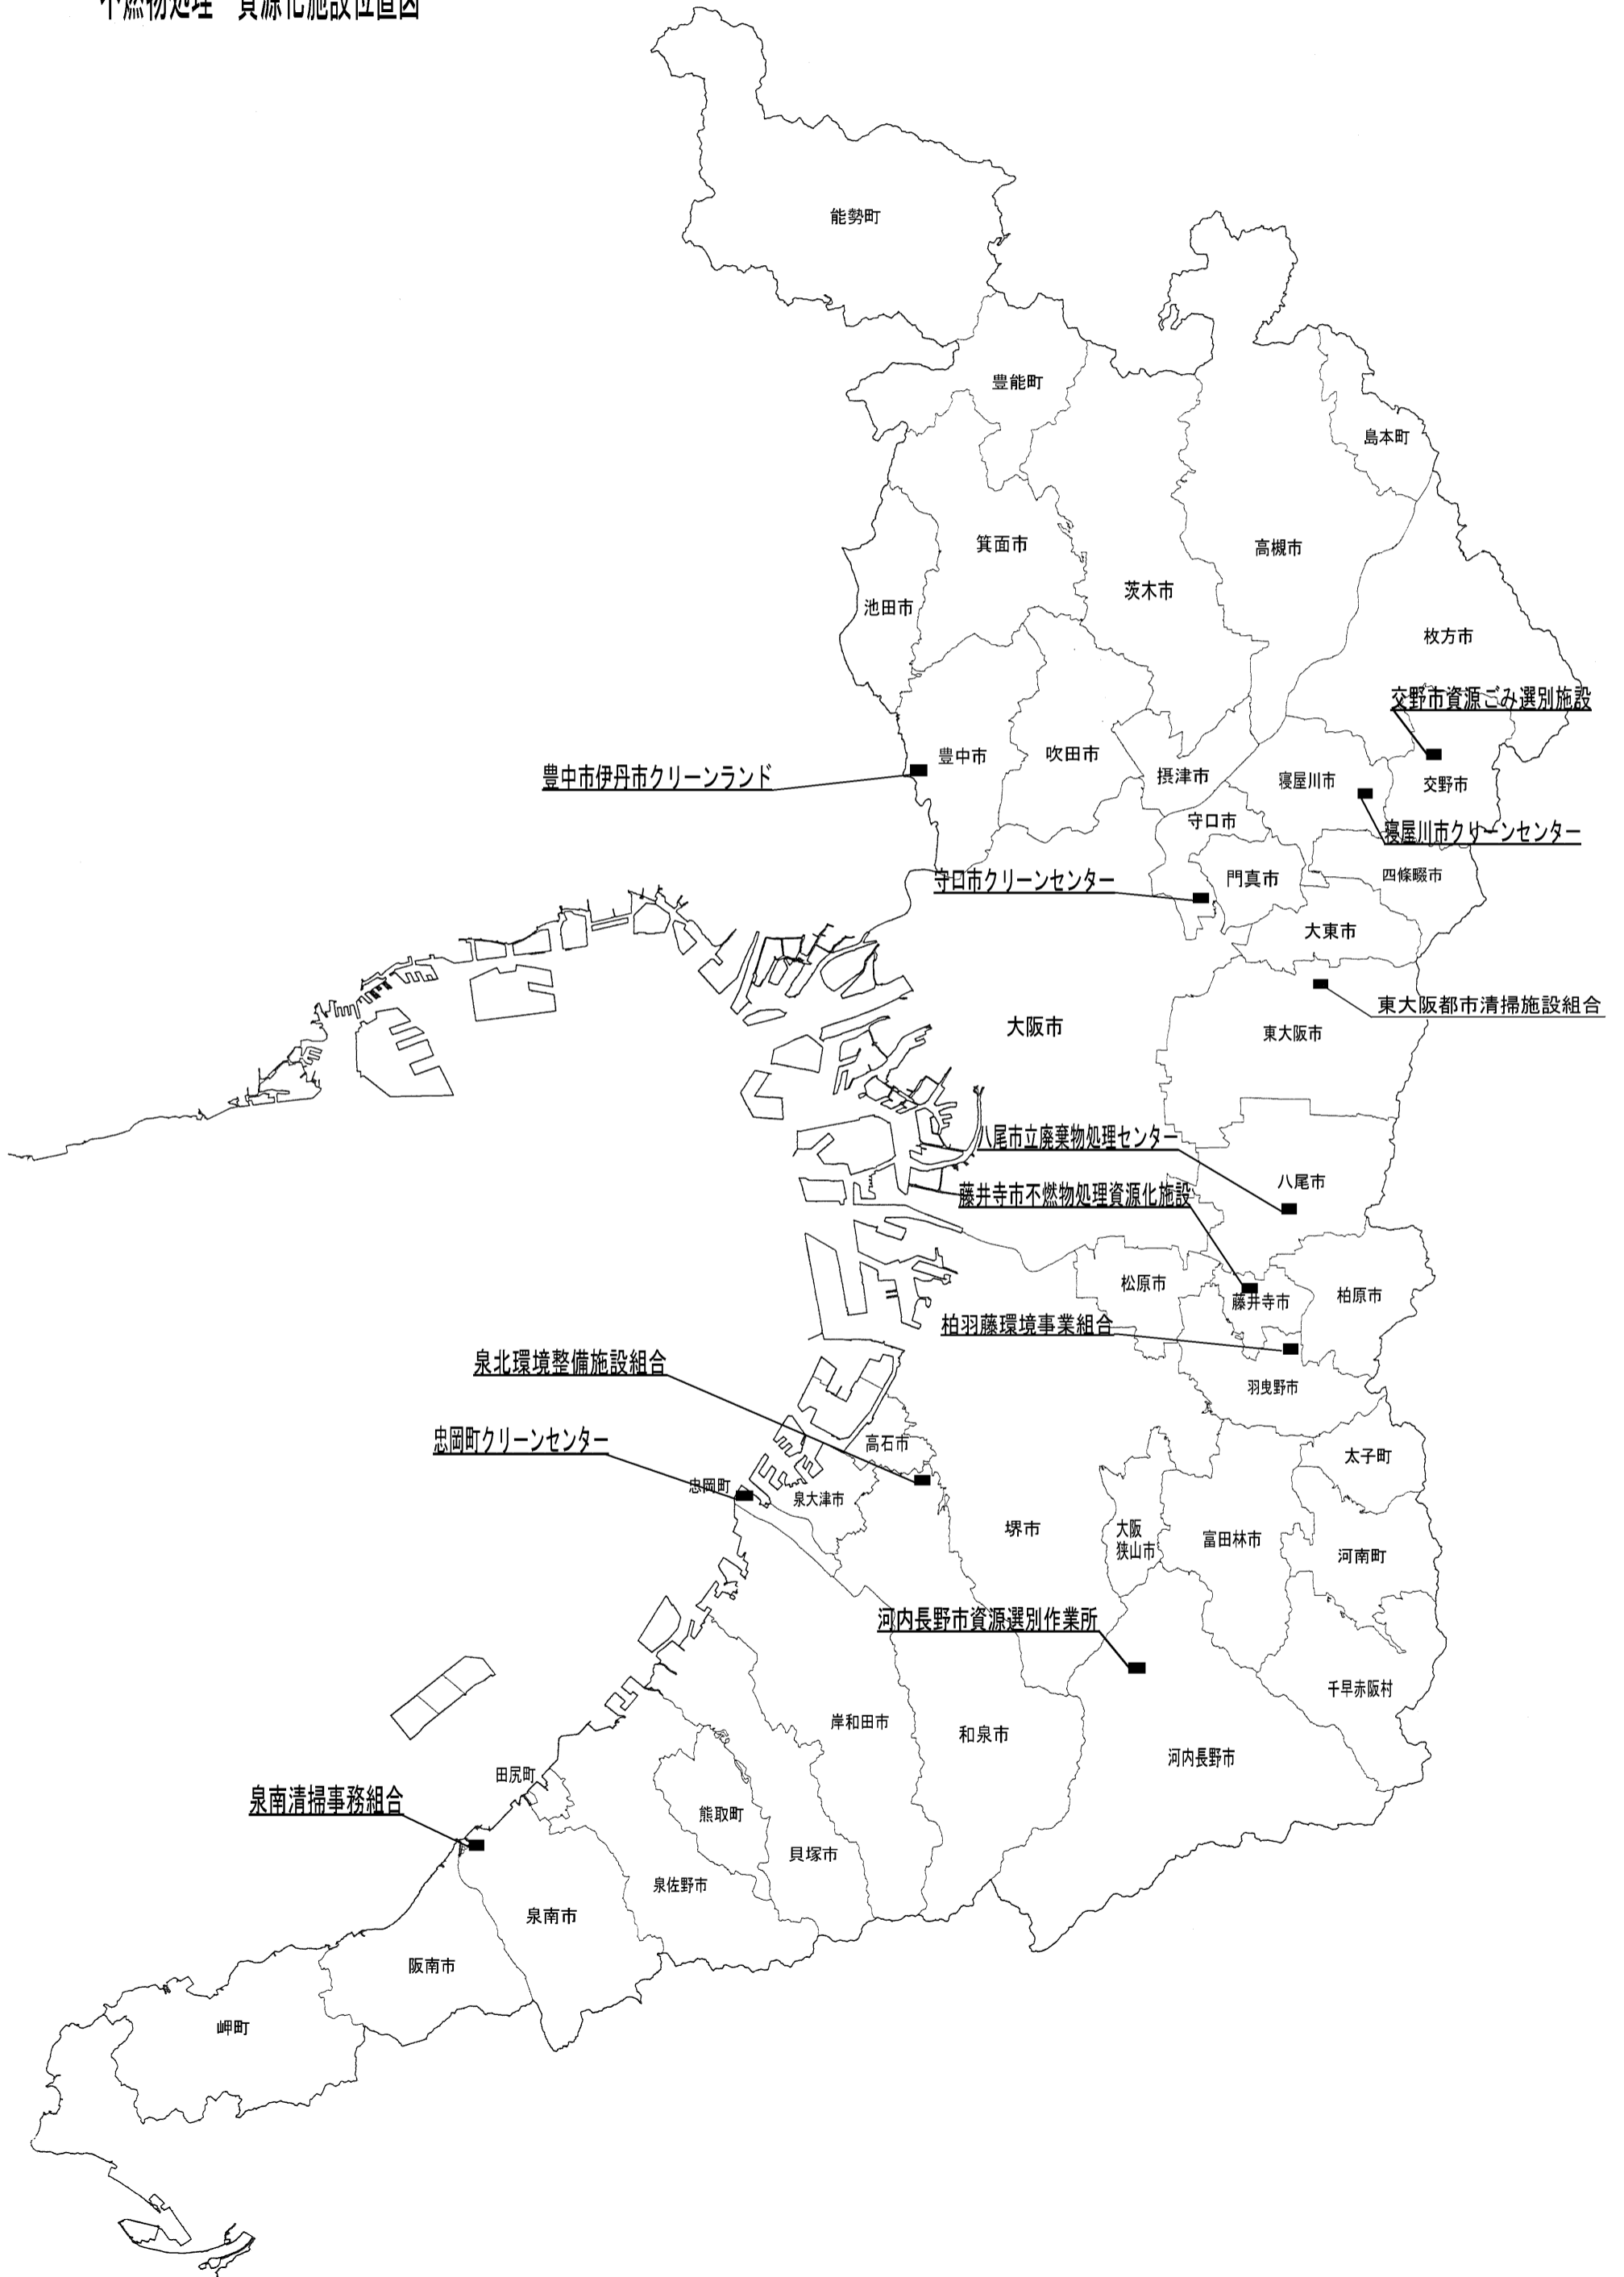 不燃物処理 資源化施設位置図
能勢町
豊能町
島本町
箕面市
高槻市
茨木市
池田市
枚方市
交野市資源ごみ選別施設
豊中市
吹田市
摂津市
寝屋川市
交野市
豊中市伊丹市クリーンランド
守口市
寝屋川市クリーンセンター
守口市クリーンセンター
門真市
四條畷市
大東市
東大阪都市清掃施設組合
大阪市
東大阪市
八尾市立廃棄物処理センター
八尾市
藤井寺市不燃物処理資源化施設
松原市
藤井寺市
柏原市
柏羽藤環境事業組合
泉北環境整備施設組合
羽曳野市
忠岡町クリーンセンター
高石市
太子町
忠岡町
泉大津市
堺市
大阪
狭山市
富田林市
河南町
河内長野市資源選別作業所
千早赤阪村
岸和田市
和泉市
河内長野市
田尻町
泉南清掃事務組合
熊取町
貝塚市
泉佐野市
泉南市
阪南市
岬町